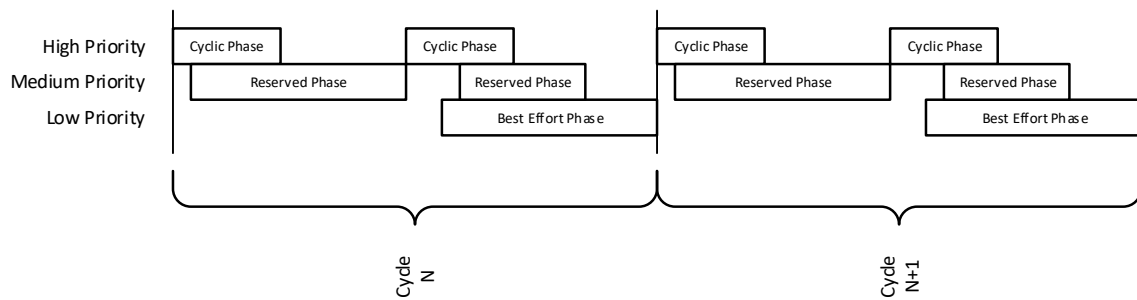 High Priority
Cyclic Phase
Cyclic Phase
Cyclic Phase
Cyclic Phase
Medium Priority
Reserved Phase
Reserved Phase
Reserved Phase
Reserved Phase
Low Priority
Best Effort Phase
Best Effort Phase
Cycle
N
Cycle
N+1